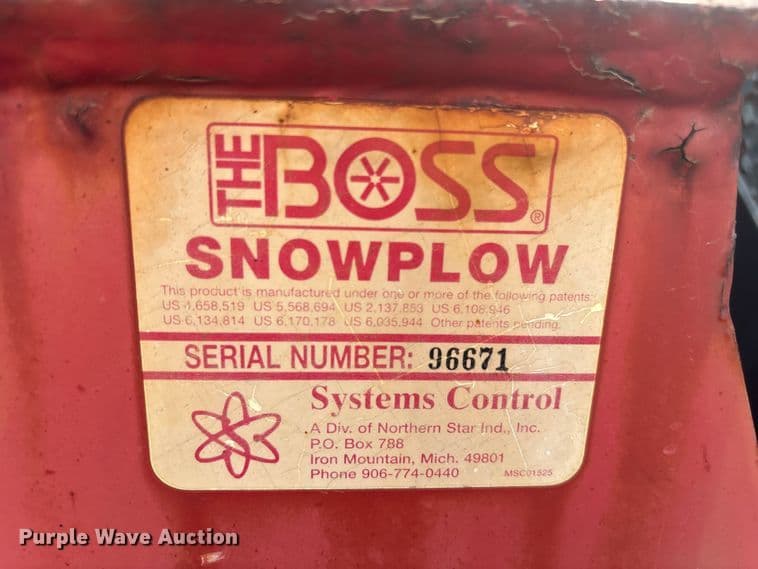 THE BOSS®
SNOWPLOW
This product is manufactured under one or more of the following patents:
US 4,658,519 US 5,568,694 US 2,137,853 US 6,108,946
US 6,134,814 US 6,170,178 US 6,035,944 Other patents pending.
SERIAL NUMBER: 96671
Systems Control
A Div. of Northern Star Ind., Inc.
P.O. Box 788
Iron Mountain, Mich. 49801
Phone 906-774-0440
MSC01525
Purple Wave Auction